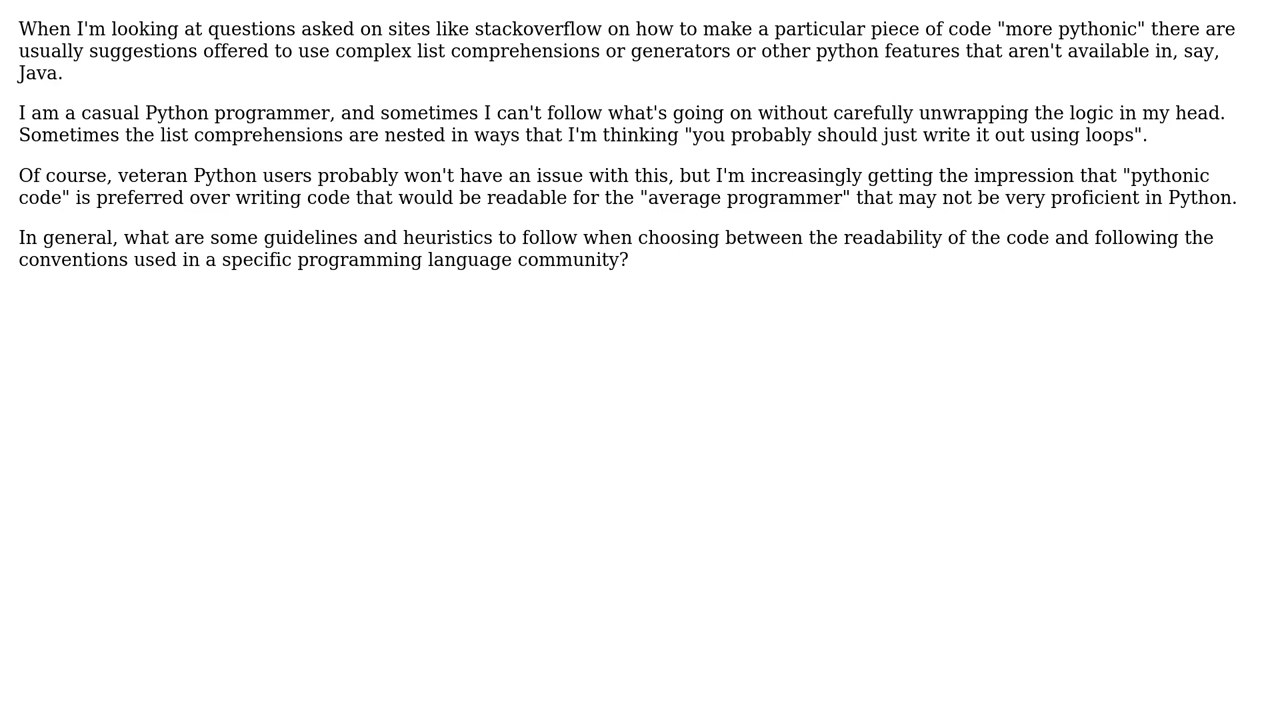 When I'm looking at questions asked on sites like stackoverflow on how to make a particular piece of code "more pythonic" there are
usually suggestions offered to use complex list comprehensions or generators or other python features that aren't available in, say,
Java.
I am a casual Python programmer, and sometimes I can't follow what's going on without carefully unwrapping the logic in my head.
Sometimes the list comprehensions are nested in ways that I'm thinking "you probably should just write it out using loops".
Of course, veteran Python users probably won't have an issue with this, but I'm increasingly getting the impression that "pythonic
code" is preferred over writing code that would be readable for the "average programmer" that may not be very proficient in Python.
In general, what are some guidelines and heuristics to follow when choosing between the readability of the code and following the
conventions used in a specific programming language community?